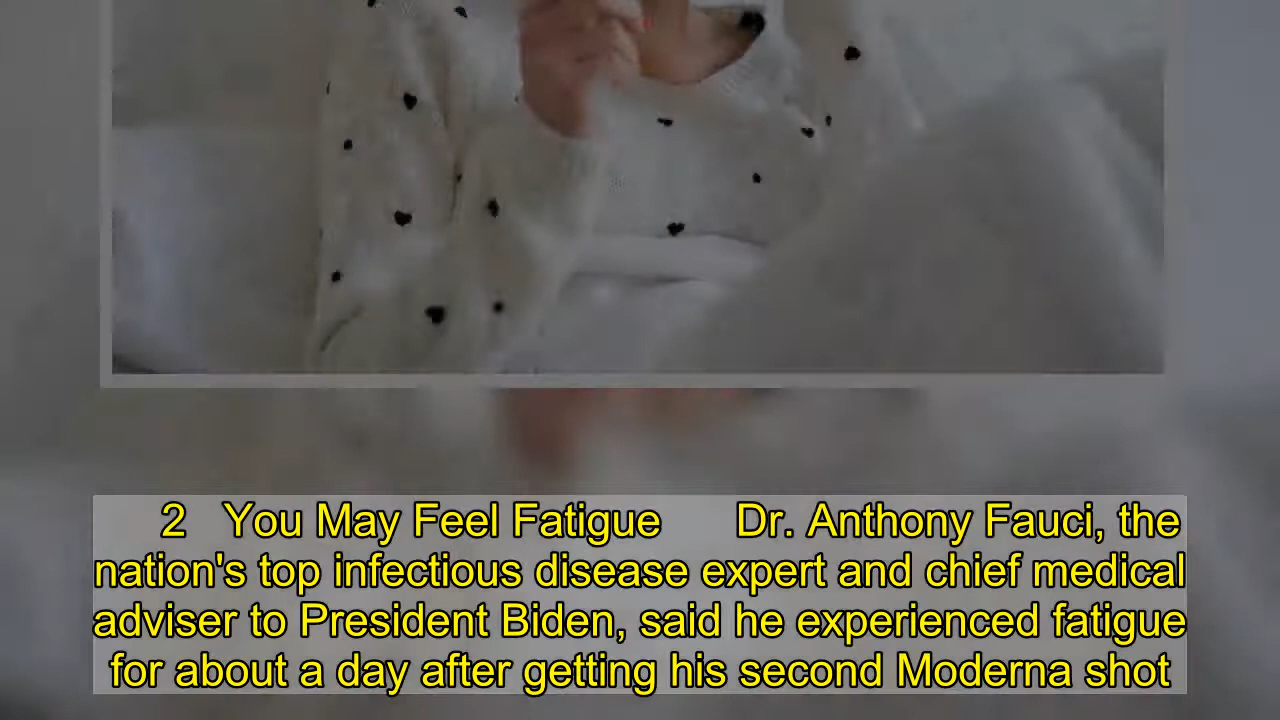 2 You May Feel Fatigue Dr. Anthony Fauci, the
nation's top infectious disease expert and chief medical
adviser to President Biden, said he experienced fatigue
for about a day after getting his second Moderna shot